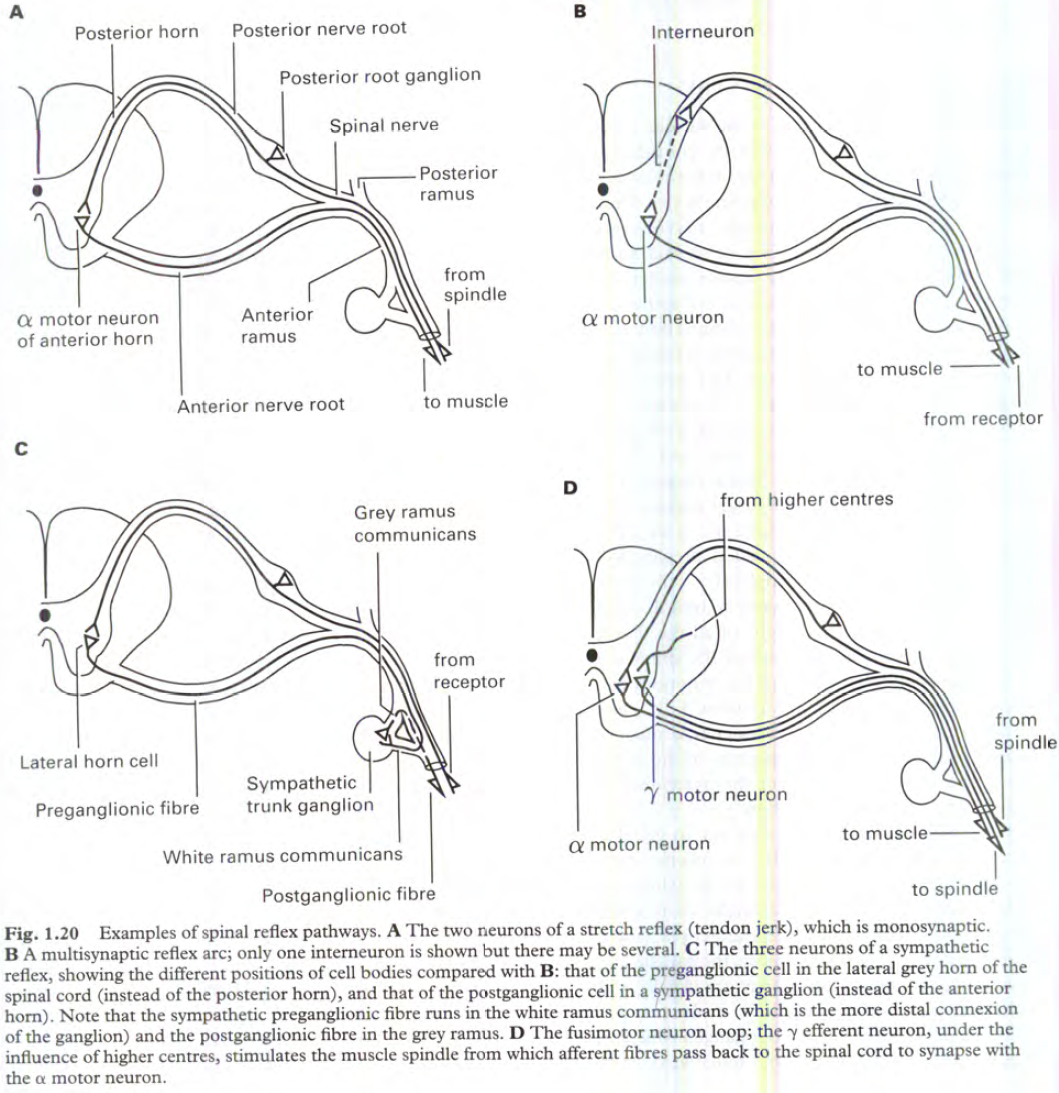 A
Posterior horn
Posterior nerve root
Posterior root ganglion
Spinal nerve
Posterior
ramus
from
spindle
Anterior
ramus
α motor neuron
of anterior horn
Anterior nerve root
to muscle
B
Interneuron
α motor neuron
to muscle
from receptor
C
Grey ramus
communicans
from
receptor
Lateral horn cell
Preganglionic fibre
Sympathetic
trunk ganglion
White ramus communicans
Postganglionic fibre
D
from higher centres
from
spindle
γ motor neuron
α motor neuron
to muscle
to spindle
Fig. 1.20 Examples of spinal reflex pathways. A The two neurons of a stretch reflex (tendon jerk), which is monosynaptic.
B A multisynaptic reflex arc; only one interneuron is shown but there may be several. C The three neurons of a sympathetic
reflex, showing the different positions of cell bodies compared with B: that of the preganglionic cell in the lateral grey horn of the
spinal cord (instead of the posterior horn), and that of the postganglionic cell in a sympathetic ganglion (instead of the anterior
horn). Note that the sympathetic preganglionic fibre runs in the white ramus communicans (which is the more distal connexion
of the ganglion) and the postganglionic fibre in the grey ramus. D The fusimotor neuron loop; the γ efferent neuron, under the
influence of higher centres, stimulates the muscle spindle from which afferent fibres pass back to the spinal cord to synapse with
the α motor neuron.